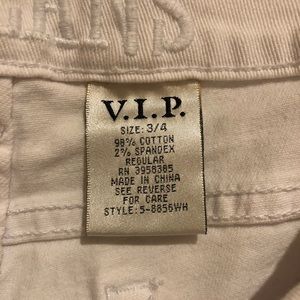 V.I.P.
SIZE: 3/4
98% COTTON
2% SPANDEX
REGULAR
RN 3958385
MADE IN CHINA
SEE REVERSE
FOR CARE
STYLE: 5-8856WH